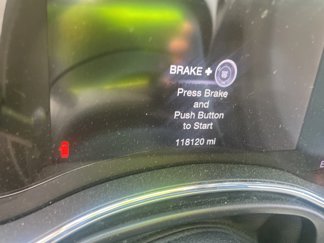 BRAKE +
Press Brake
and
Push Button
to Start
118120 mi